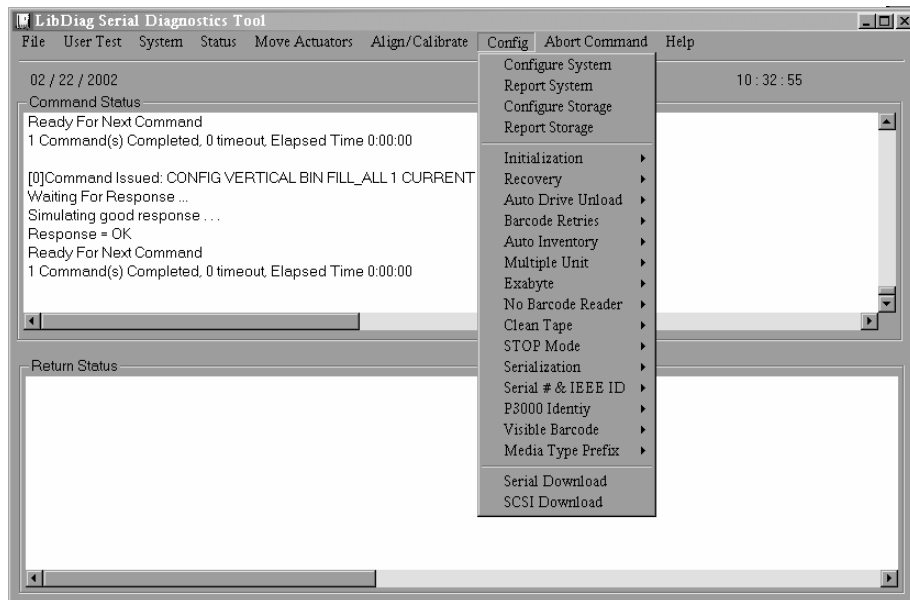 LibDiag Serial Diagnostics Tool
File User Test System Status Move Actuators Align/Calibrate Config Abort Command Help
02 / 22 / 2002
10 : 32 : 55
Command Status
Ready For Next Command
1 Command(s) Completed, 0 timeout, Elapsed Time 0:00:00
[0]Command Issued: CONFIG VERTICAL BIN FILL_ALL 1 CURRENT
Waiting For Response ...
Simulating good response . . .
Response = OK
Ready For Next Command
1 Command(s) Completed, 0 timeout, Elapsed Time 0:00:00
Configure System
Report System
Configure Storage
Report Storage
Initialization
Recovery
Auto Drive Unload
Barcode Retries
Auto Inventory
Multiple Unit
Exabyte
No Barcode Reader
Clean Tape
STOP Mode
Serialization
Serial # & IEEE ID
P3000 Identiy
Visible Barcode
Media Type Prefix
Serial Download
SCSI Download
Return Status